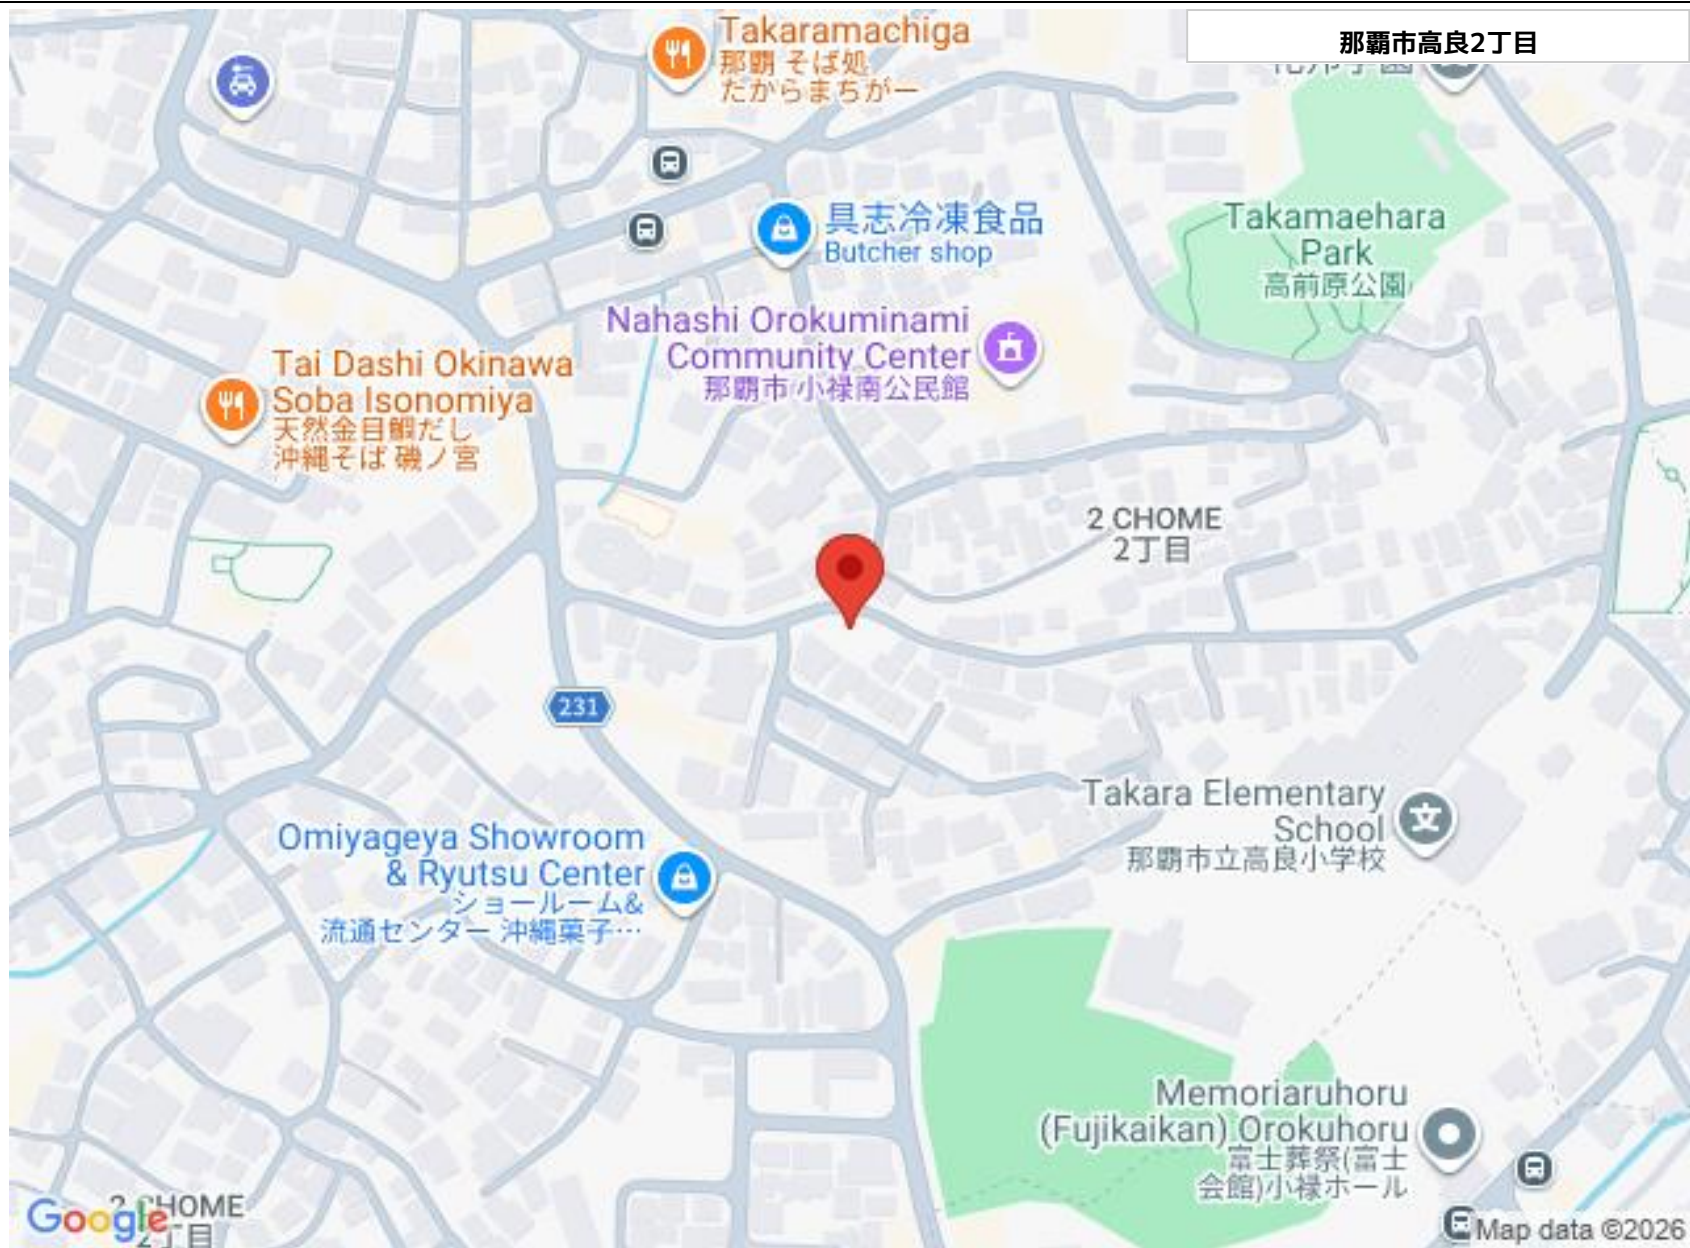 那覇市高良2丁目
Takaramachiga
那覇 そば処
たからまちがー
具志冷凍食品
Butcher shop
Takamaehara
Park
高前原公園
Nahashi Orokuminami
Community Center
那覇市 小禄南公民館
Tai Dashi Okinawa
Soba Isonomiya
天然金目鯛だし
沖縄そば 磯ノ宮
2 CHOME
2丁目
231
Takara Elementary
School
那覇市立高良小学校
Omiyageya Showroom
& Ryutsu Center
ショールーム&
流通センター 沖縄菓子…
Memoriaruhoru
(Fujikaikan) Orokuhoru
富士葬祭(富士
会館)小禄ホール
2 CHOME
2丁目
Google
Map data ©2026